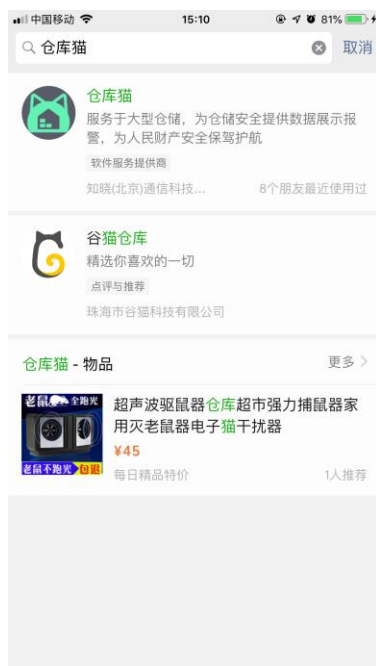 中国移动 15:10 81%
仓库猫 取消
仓库猫
服务于大型仓储，为仓储安全提供数据展示报
警，为人民财产安全保驾护航
软件服务提供商
知晓(北京)通信科技... 8个朋友最近使用过
谷猫仓库
精选你喜欢的一切
点评与推荐
珠海市谷猫科技有限公司
仓库猫 - 物品 更多
老鼠 全跑光
老鼠不跑光 包退
超声波驱鼠器仓库超市强力捕鼠器家
用灭老鼠器电子猫干扰器
¥45
每日精品特价 1人推荐